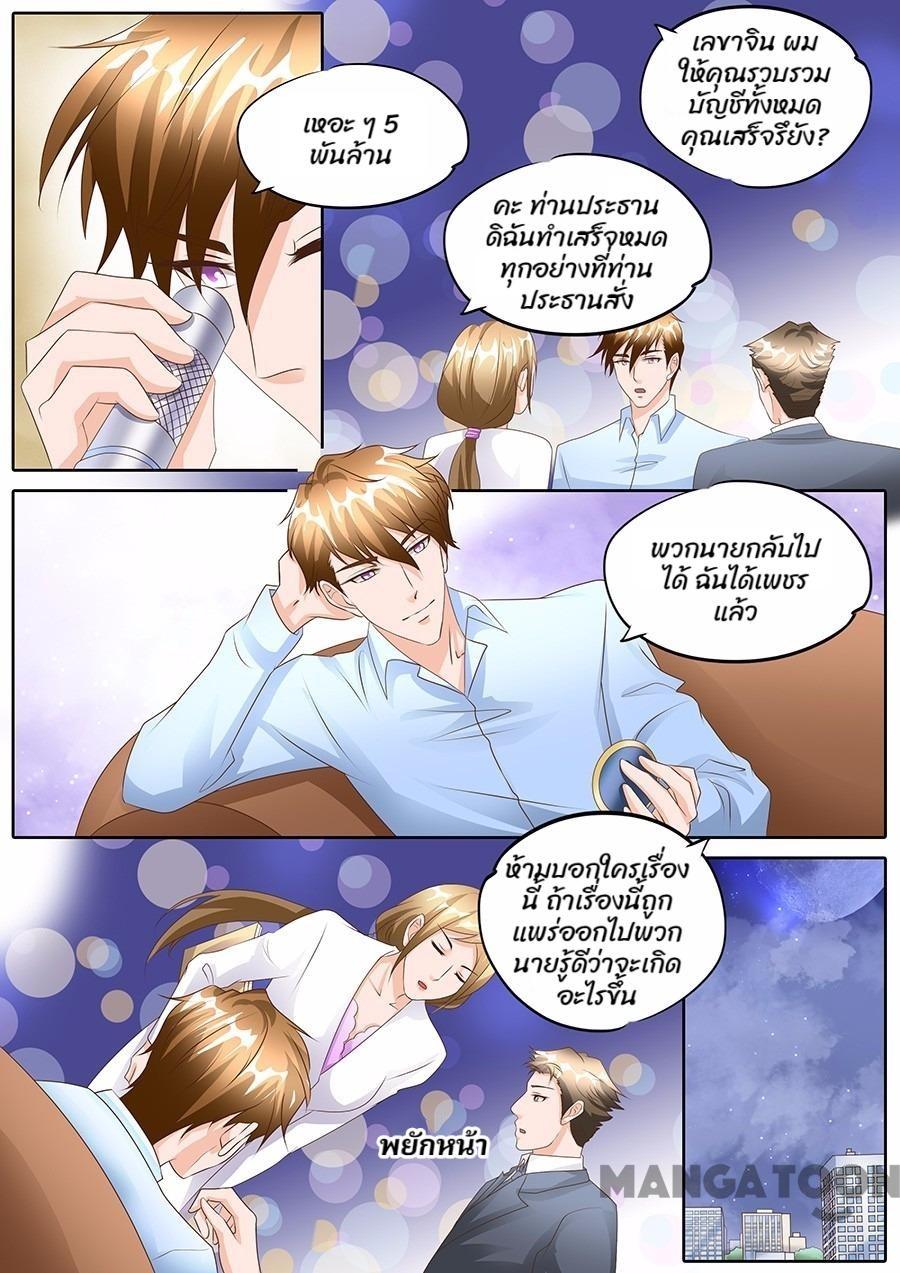 เหอะ ๆ 5
พันล้าน
เลขาจิน ผม
ให้คุณรวบรวม
บัญชีทั้งหมด
คุณเสร็จรึยัง?
คะ ท่านประธาน
ดิฉันทำเสร็จหมด
ทุกอย่างที่ท่าน
ประธานสั่ง
พวกนายกลับไป
ได้ ฉันได้เพชร
แล้ว
ห้ามบอกใครเรื่อง
นี้ ถ้าเรื่องนี้ถูก
แพร่ออกไปพวก
นายรู้ดีว่าจะเกิด
อะไรขึ้น
พยักหน้า
MANGATOON